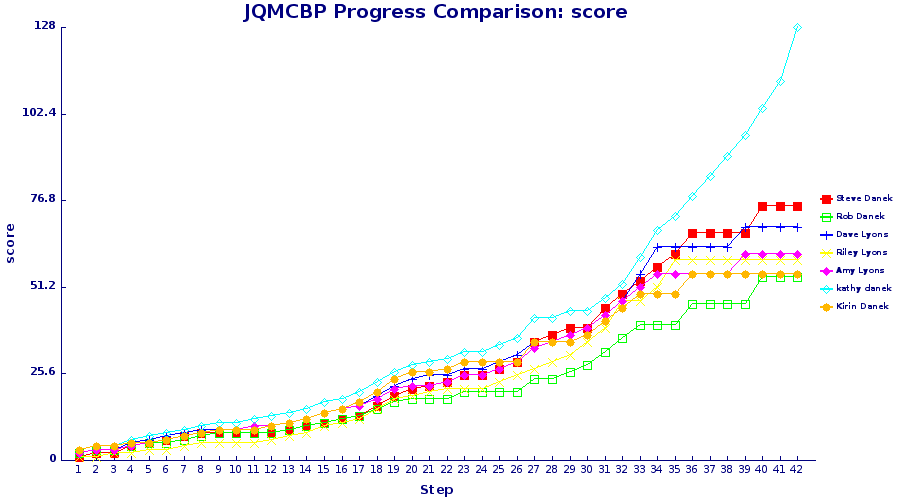 JQMCBP Progress Comparison: score
128
102.4
76.8
51.2
25.6
0
score
1 2 3 4 5 6 7 8 9 10 11 12 13 14 15 16 17 18 19 20 21 22 23 24 25 26 27 28 29 30 31 32 33 34 35 36 37 38 39 40 41 42
Step
Steve Danek
Rob Danek
Dave Lyons
Riley Lyons
Amy Lyons
kathy danek
Kirin Danek